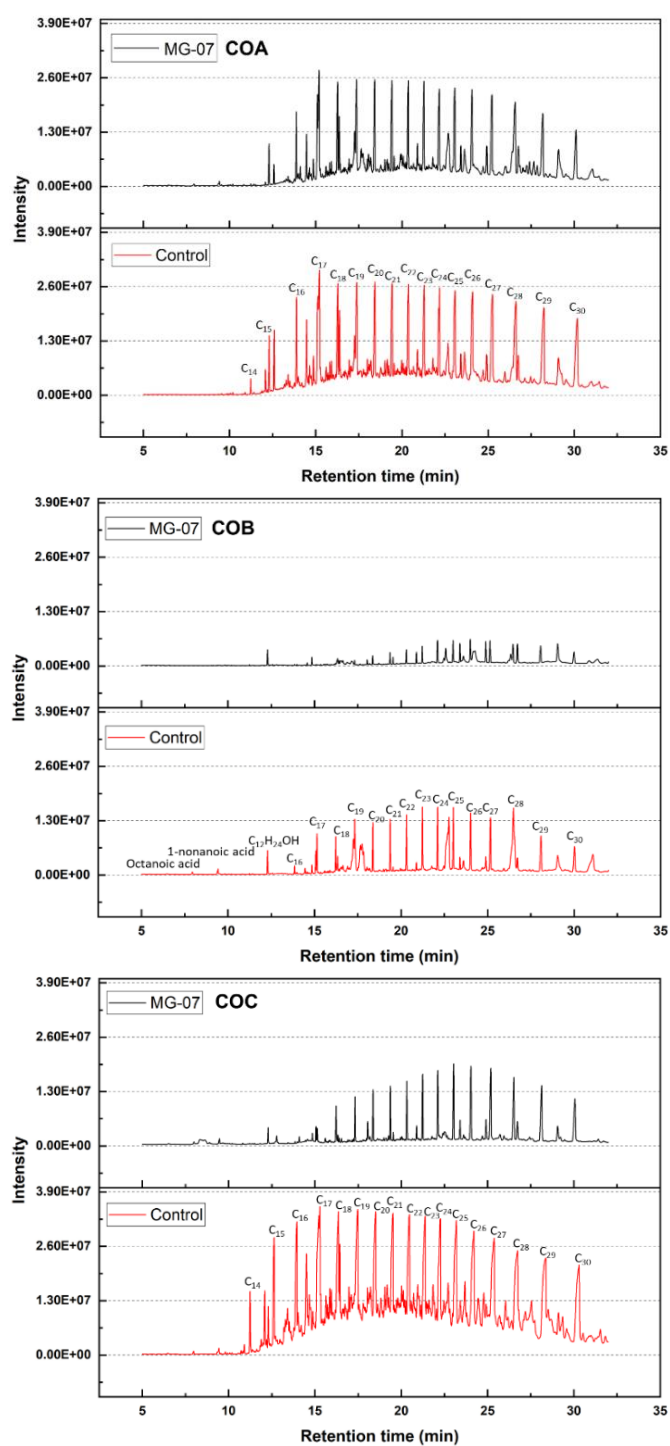 3.90E+07
MG-07 COA
2.60E+07
1.30E+07
0.00E+00
Intensity
3.90E+07
Control
2.60E+07
1.30E+07
0.00E+00
Intensity
C14 C15 C16 C17 C18 C19 C20 C21 C22 C23 C24 C25 C26 C27 C28 C29 C30
5 10 15 20 25 30 35
Retention time (min)
3.90E+07
MG-07 COB
2.60E+07
1.30E+07
0.00E+00
Intensity
3.90E+07
Control
2.60E+07
1.30E+07
0.00E+00
Intensity
Octanoic acid
1-nonanoic acid
C12H24OH
C16 C17 C18 C19 C20 C21 C22 C23 C24 C25 C26 C27 C28 C29 C30
5 10 15 20 25 30 35
Retention time (min)
3.90E+07
MG-07 COC
2.60E+07
1.30E+07
0.00E+00
Intensity
3.90E+07
Control
2.60E+07
1.30E+07
0.00E+00
Intensity
C14 C15 C16 C17 C18 C19 C20 C21 C22 C23 C24 C25 C26 C27 C28 C29 C30
5 10 15 20 25 30 35
Retention time (min)